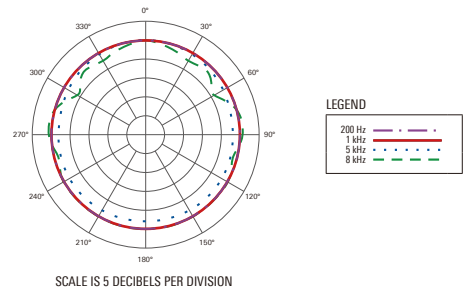 0°
330°
30°
300°
60°
LEGEND
200 Hz
1 kHz
5 kHz
8 kHz
270°
90°
240°
120°
210°
150°
180°
SCALE IS 5 DECIBELS PER DIVISION